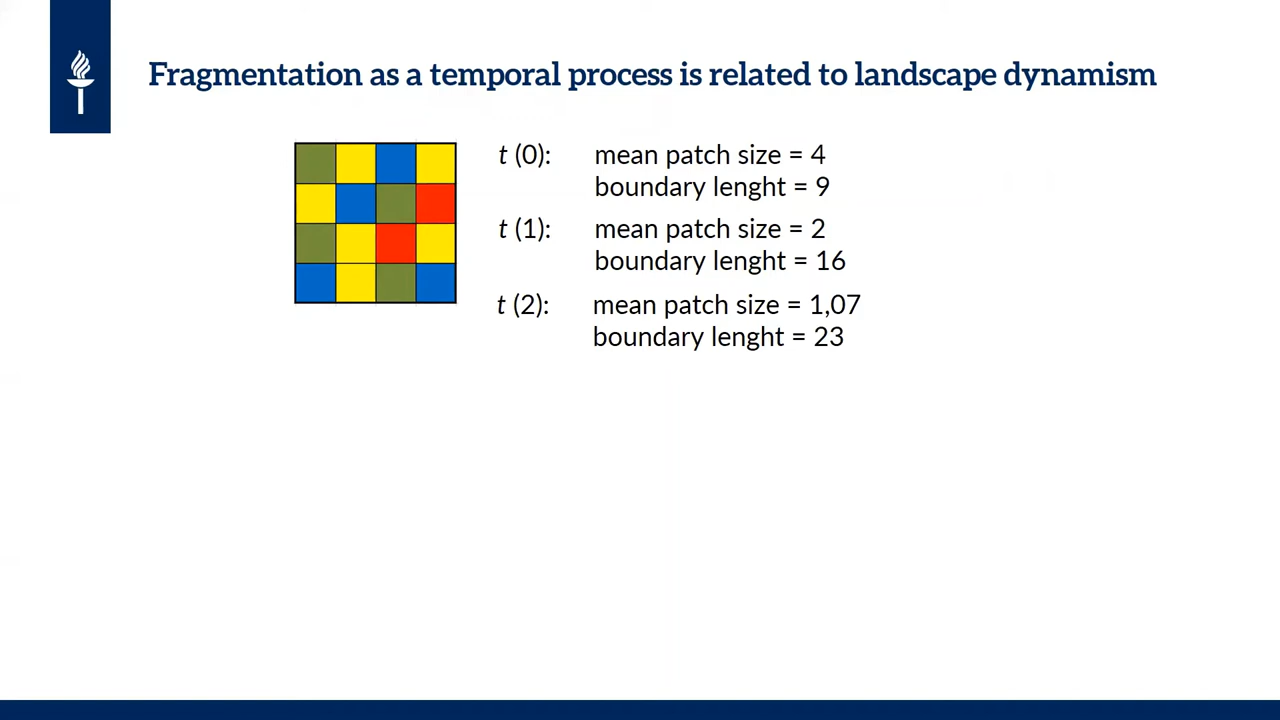 Fragmentation as a temporal process is related to landscape dynamism
t (0): mean patch size = 4
boundary lenght = 9
t (1): mean patch size = 2
boundary lenght = 16
t (2): mean patch size = 1,07
boundary lenght = 23